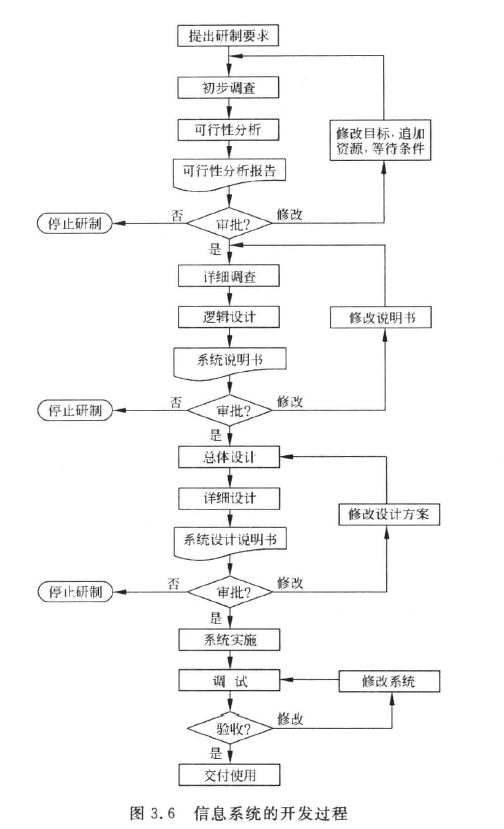 提出研制要求
初步调查
可行性分析
修改目标，追加
资源，等待条件
可行性分析报告
停止研制
否
审批？
修改
是
详细调查
逻辑设计
修改说明书
系统说明书
停止研制
否
审批？
修改
是
总体设计
详细设计
修改设计方案
系统设计说明书
停止研制
否
审批？
修改
是
系统实施
调 试
修改系统
验收？
修改
是
交付使用
图 3.6 信息系统的开发过程